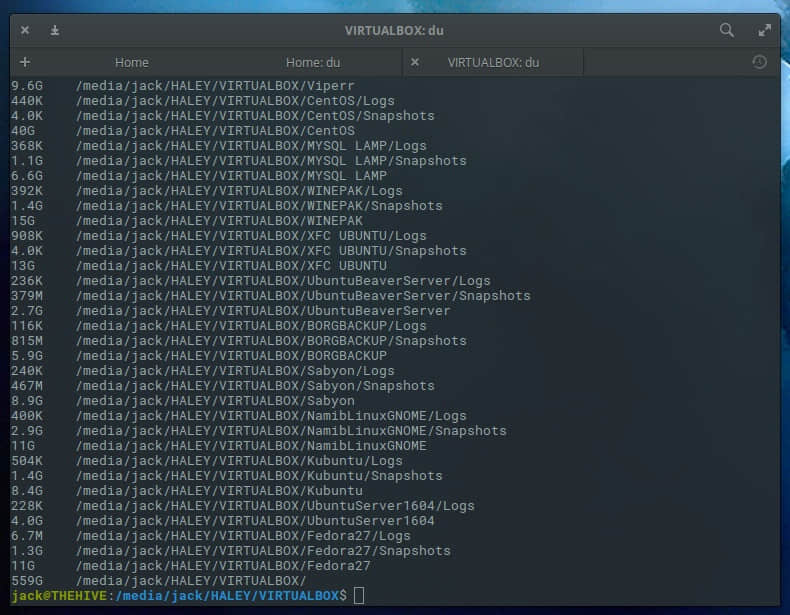 VIRTUALBOX: du
Home Home: du VIRTUALBOX: du
9.6G /media/jack/HALEY/VIRTUALBOX/Viperr
440K /media/jack/HALEY/VIRTUALBOX/CentOS/Logs
4.0K /media/jack/HALEY/VIRTUALBOX/CentOS/Snapshots
40G /media/jack/HALEY/VIRTUALBOX/CentOS
368K /media/jack/HALEY/VIRTUALBOX/MYSQL LAMP/Logs
1.1G /media/jack/HALEY/VIRTUALBOX/MYSQL LAMP/Snapshots
6.6G /media/jack/HALEY/VIRTUALBOX/MYSQL LAMP
392K /media/jack/HALEY/VIRTUALBOX/WINEPAK/Logs
1.4G /media/jack/HALEY/VIRTUALBOX/WINEPAK/Snapshots
15G /media/jack/HALEY/VIRTUALBOX/WINEPAK
908K /media/jack/HALEY/VIRTUALBOX/XFC UBUNTU/Logs
4.0K /media/jack/HALEY/VIRTUALBOX/XFC UBUNTU/Snapshots
13G /media/jack/HALEY/VIRTUALBOX/XFC UBUNTU
236K /media/jack/HALEY/VIRTUALBOX/UbuntuBeaverServer/Logs
379M /media/jack/HALEY/VIRTUALBOX/UbuntuBeaverServer/Snapshots
2.7G /media/jack/HALEY/VIRTUALBOX/UbuntuBeaverServer
116K /media/jack/HALEY/VIRTUALBOX/BORGBACKUP/Logs
815M /media/jack/HALEY/VIRTUALBOX/BORGBACKUP/Snapshots
5.9G /media/jack/HALEY/VIRTUALBOX/BORGBACKUP
240K /media/jack/HALEY/VIRTUALBOX/Sabyon/Logs
467M /media/jack/HALEY/VIRTUALBOX/Sabyon/Snapshots
8.9G /media/jack/HALEY/VIRTUALBOX/Sabyon
400K /media/jack/HALEY/VIRTUALBOX/NamibLinuxGNOME/Logs
2.9G /media/jack/HALEY/VIRTUALBOX/NamibLinuxGNOME/Snapshots
11G /media/jack/HALEY/VIRTUALBOX/NamibLinuxGNOME
504K /media/jack/HALEY/VIRTUALBOX/Kubuntu/Logs
1.4G /media/jack/HALEY/VIRTUALBOX/Kubuntu/Snapshots
8.4G /media/jack/HALEY/VIRTUALBOX/Kubuntu
228K /media/jack/HALEY/VIRTUALBOX/UbuntuServer1604/Logs
4.0G /media/jack/HALEY/VIRTUALBOX/UbuntuServer1604
6.7M /media/jack/HALEY/VIRTUALBOX/Fedora27/Logs
1.3G /media/jack/HALEY/VIRTUALBOX/Fedora27/Snapshots
11G /media/jack/HALEY/VIRTUALBOX/Fedora27
559G /media/jack/HALEY/VIRTUALBOX/
jack@THEHIVE:/media/jack/HALEY/VIRTUALBOX$